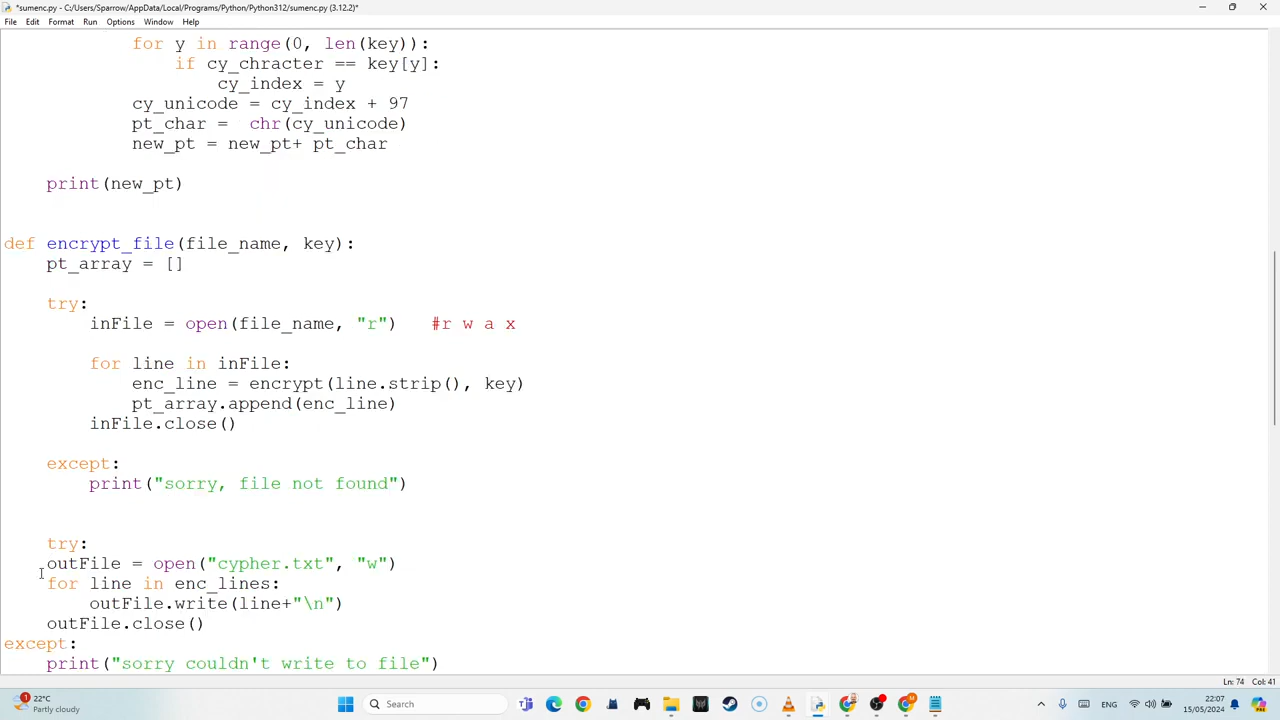 *sumenc.py - C:/Users/Sparrow/AppData/Local/Programs/Python/Python312/sumenc.py (3.12.2)*
File Edit Format Run Options Window Help
for y in range(0, len(key)):
if cy_chracter == key[y]:
cy_index = y
cy_unicode = cy_index + 97
pt_char =  chr(cy_unicode)
new_pt = new_pt+ pt_char
print(new_pt)
def encrypt_file(file_name, key):
pt_array = []
try:
inFile = open(file_name, "r")   #r w a x
for line in inFile:
enc_line = encrypt(line.strip(), key)
pt_array.append(enc_line)
inFile.close()
except:
print("sorry, file not found")
try:
outFile = open("cypher.txt", "w")
for line in enc_lines:
outFile.write(line+"\n")
outFile.close()
except:
print("sorry couldn't write to file")
Ln: 74 Col: 41
1
22°C
Partly cloudy
Search
ENG
22:07
15/05/2024